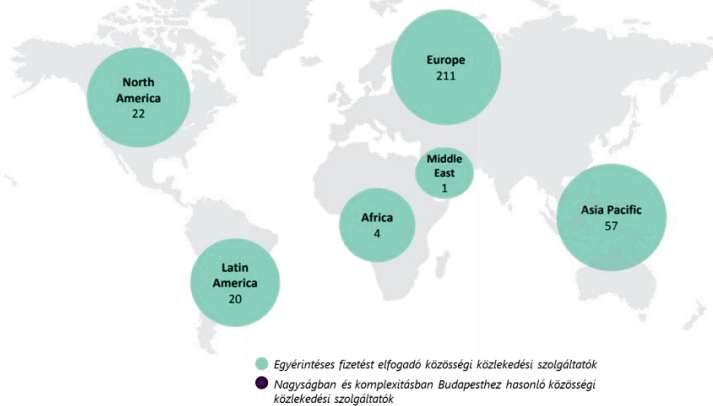 Europe
211
North
America
22
Middle
East
1
Asia Pacific
57
Africa
4
Latin
America
20
Egyérintéses fizetést elfogadó közösségi közlekedési szolgáltatók
Nagyságban és komplexitásban Budapesthez hasonló közösségi
közlekedési szolgáltatók